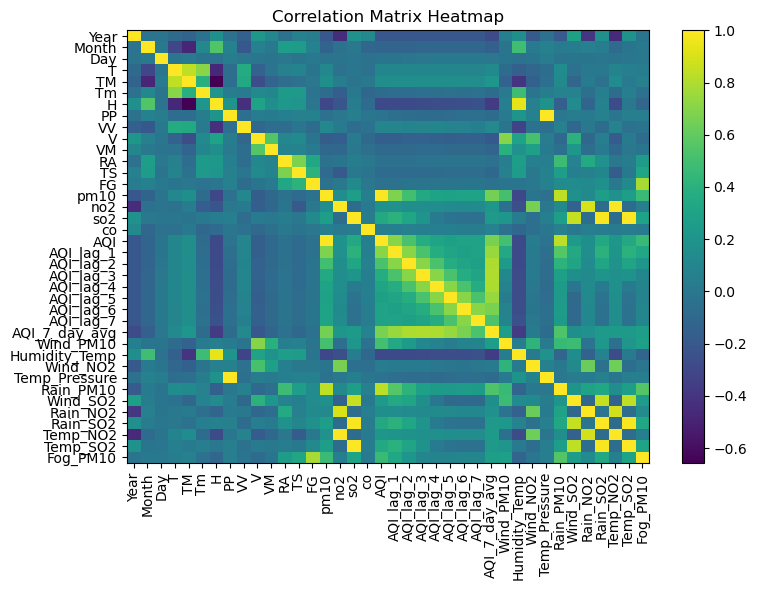 Correlation Matrix Heatmap
Year
Month
Day
T
TM
Tm
H
PP
VV
V
VM
RA
TS
FG
pm10
no2
so2
co
AQI
AQI_lag_1
AQI_lag_2
AQI_lag_3
AQI_lag_4
AQI_lag_5
AQI_lag_6
AQI_lag_7
AQI_7_day_avg
Wind_PM10
Humidity_Temp
Wind_NO2
Temp_Pressure
Rain_PM10
Wind_SO2
Rain_NO2
Rain_SO2
Temp_NO2
Temp_SO2
Fog_PM10
Year
Month
Day
T
TM
Tm
H
PP
VV
V
VM
RA
TS
FG
pm10
no2
so2
co
AQI
AQI_lag_1
AQI_lag_2
AQI_lag_3
AQI_lag_4
AQI_lag_5
AQI_lag_6
AQI_lag_7
AQI_7_day_avg
Wind_PM10
Humidity_Temp
Wind_NO2
Temp_Pressure
Rain_PM10
Wind_SO2
Rain_NO2
Rain_SO2
Temp_NO2
Temp_SO2
Fog_PM10
1.0
0.8
0.6
0.4
0.2
0.0
−0.2
−0.4
−0.6